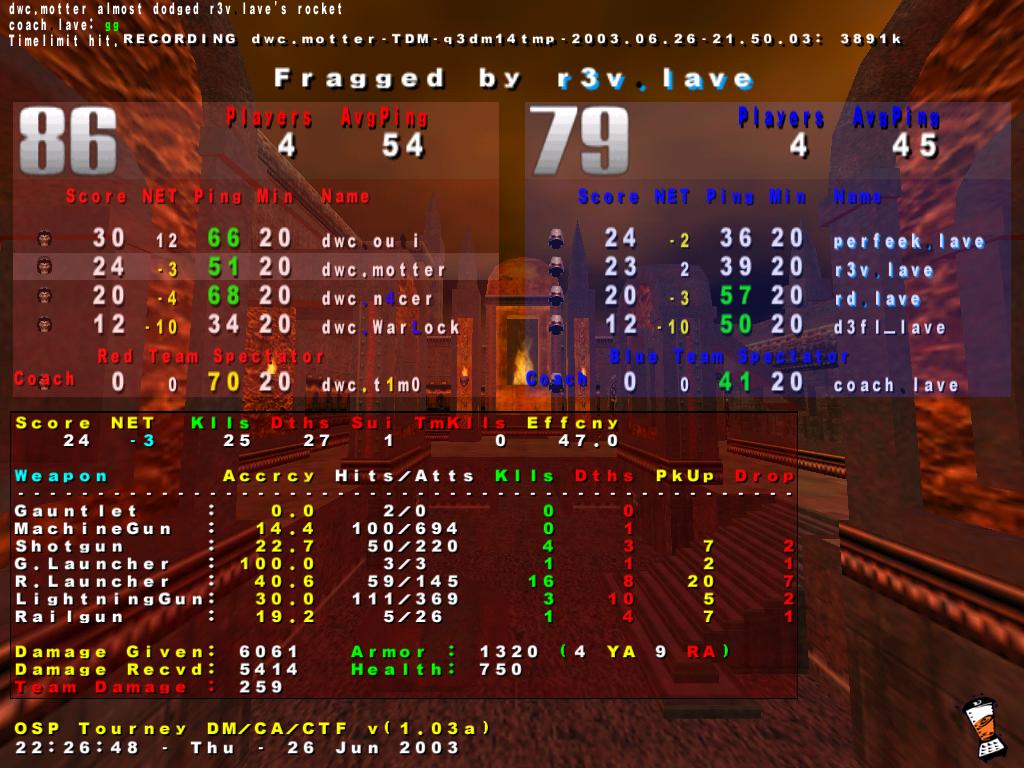 dwc.motter almost dodged r3v lave's rocket
coach lave: gg
Timelimit hit.
RECORDING dwc.motter-TDM-q3dm14tmp-2003.06.26-21.50.03: 3891k
Fragged by r3v.lave
86 Players AvgPing
4 54
Score NET Ping Min Name
30 12 66 20
24 -3 51 20 dwc.motter
20 -4 68 20 dwc.n4cer
12 -10 34 20 dwc.WarLock
Red Team Spectator
Coach 0 0 70 20 dwc.t1m0
79 Players AvgPing
4 45
Score NET Ping Min Name
24 -2 36 20 perfeek.lave
23 2 39 20 r3v.lave
20 -3 57 20 rd.lave
12 -10 50 20 d3fl_lave
Blue Team Spectator
Coach 0 0 41 20 coach.lave
Score NET Klls Dths Sui TmKlls Effcny
24 -3 25 27 1 0 47.0
Weapon Accrcy Hits/Atts Klls Dths PkUp Drop
Gauntlet : 0.0 2/0 0 0
MachineGun : 14.4 100/694 0 1
Shotgun : 22.7 50/220 4 3 7 2
G.Launcher : 100.0 3/3 1 1 2 1
R.Launcher : 40.6 59/145 16 8 20 7
LightningGun: 30.0 111/369 3 10 5 2
Railgun : 19.2 5/26 1 4 7 1
Damage Given: 6061 Armor : 1320 (4 YA 9 RA)
Damage Recvd: 5414 Health: 750
Team Damage : 259
OSP Tourney DM/CA/CTF v(1.03a)
22:26:48 - Thu - 26 Jun 2003